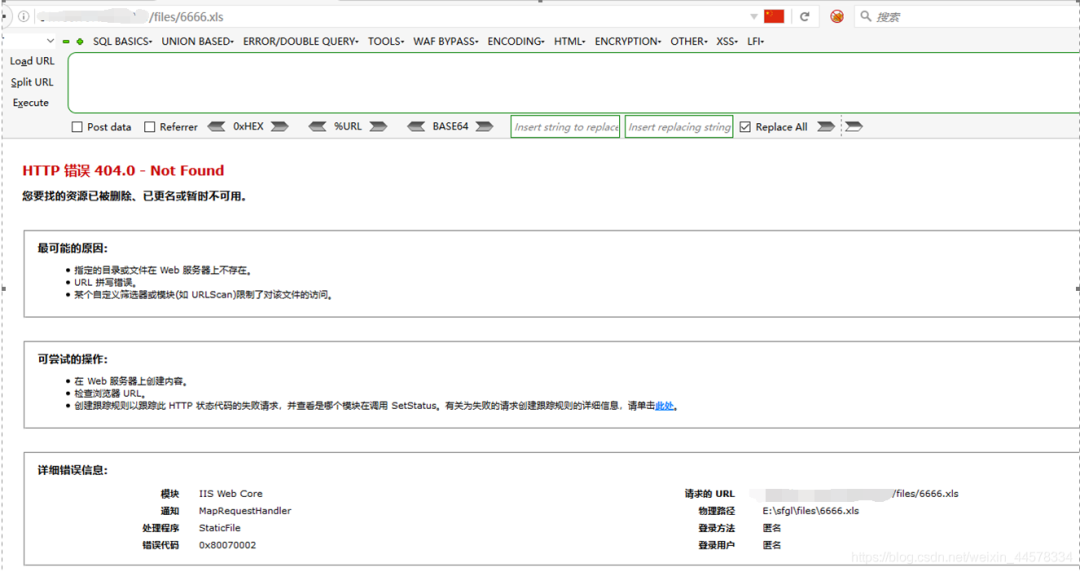 /files/6666.xls
搜索
SQL BASICS▾ UNION BASED▾ ERROR/DOUBLE QUERY▾ TOOLS▾ WAF BYPASS▾ ENCODING▾ HTML▾ ENCRYPTION▾ OTHER▾ XSS▾ LFI▾
Load URL
Split URL
Execute
Post data Referrer 0xHEX %URL BASE64 Insert string to replace Insert replacing string Replace All
HTTP 错误 404.0 - Not Found
您要找的资源已被删除、已更名或暂时不可用。
最可能的原因:
• 指定的目录或文件在 Web 服务器上不存在。
• URL 拼写错误。
• 某个自定义筛选器或模块(如 URLScan)限制了对该文件的访问。
可尝试的操作:
• 在 Web 服务器上创建内容。
• 检查浏览器 URL。
• 创建跟踪规则以跟踪此 HTTP 状态代码的失败请求，并查看是哪个模块在调用 SetStatus。有关为失败的请求创建跟踪规则的详细信息，请单击此处。
详细错误信息:
模块 IIS Web Core 请求的 URL /files/6666.xls
通知 MapRequestHandler 物理路径 E:\sfgl\files\6666.xls
处理程序 StaticFile 登录方法 匿名
错误代码 0x80070002 登录用户 匿名
https://blog.csdn.net/weixin_44578334